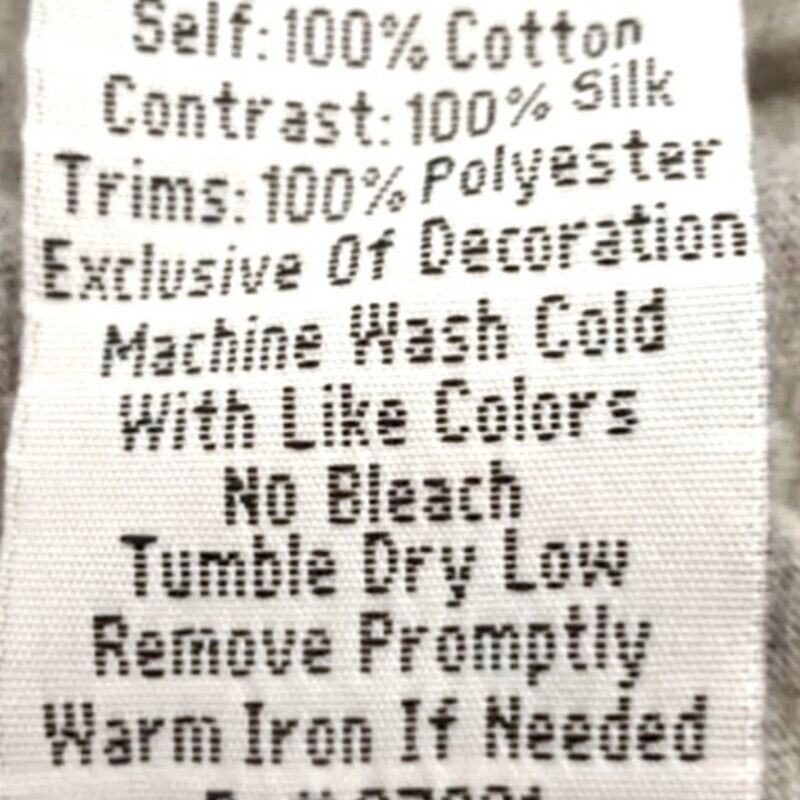 Self: 100% Cotton
Contrast: 100% Silk
Trims: 100% Polyester
Exclusive Of Decoration
Machine Wash Cold
With Like Colors
No Bleach
Tumble Dry Low
Remove Promptly
Warm Iron If Needed